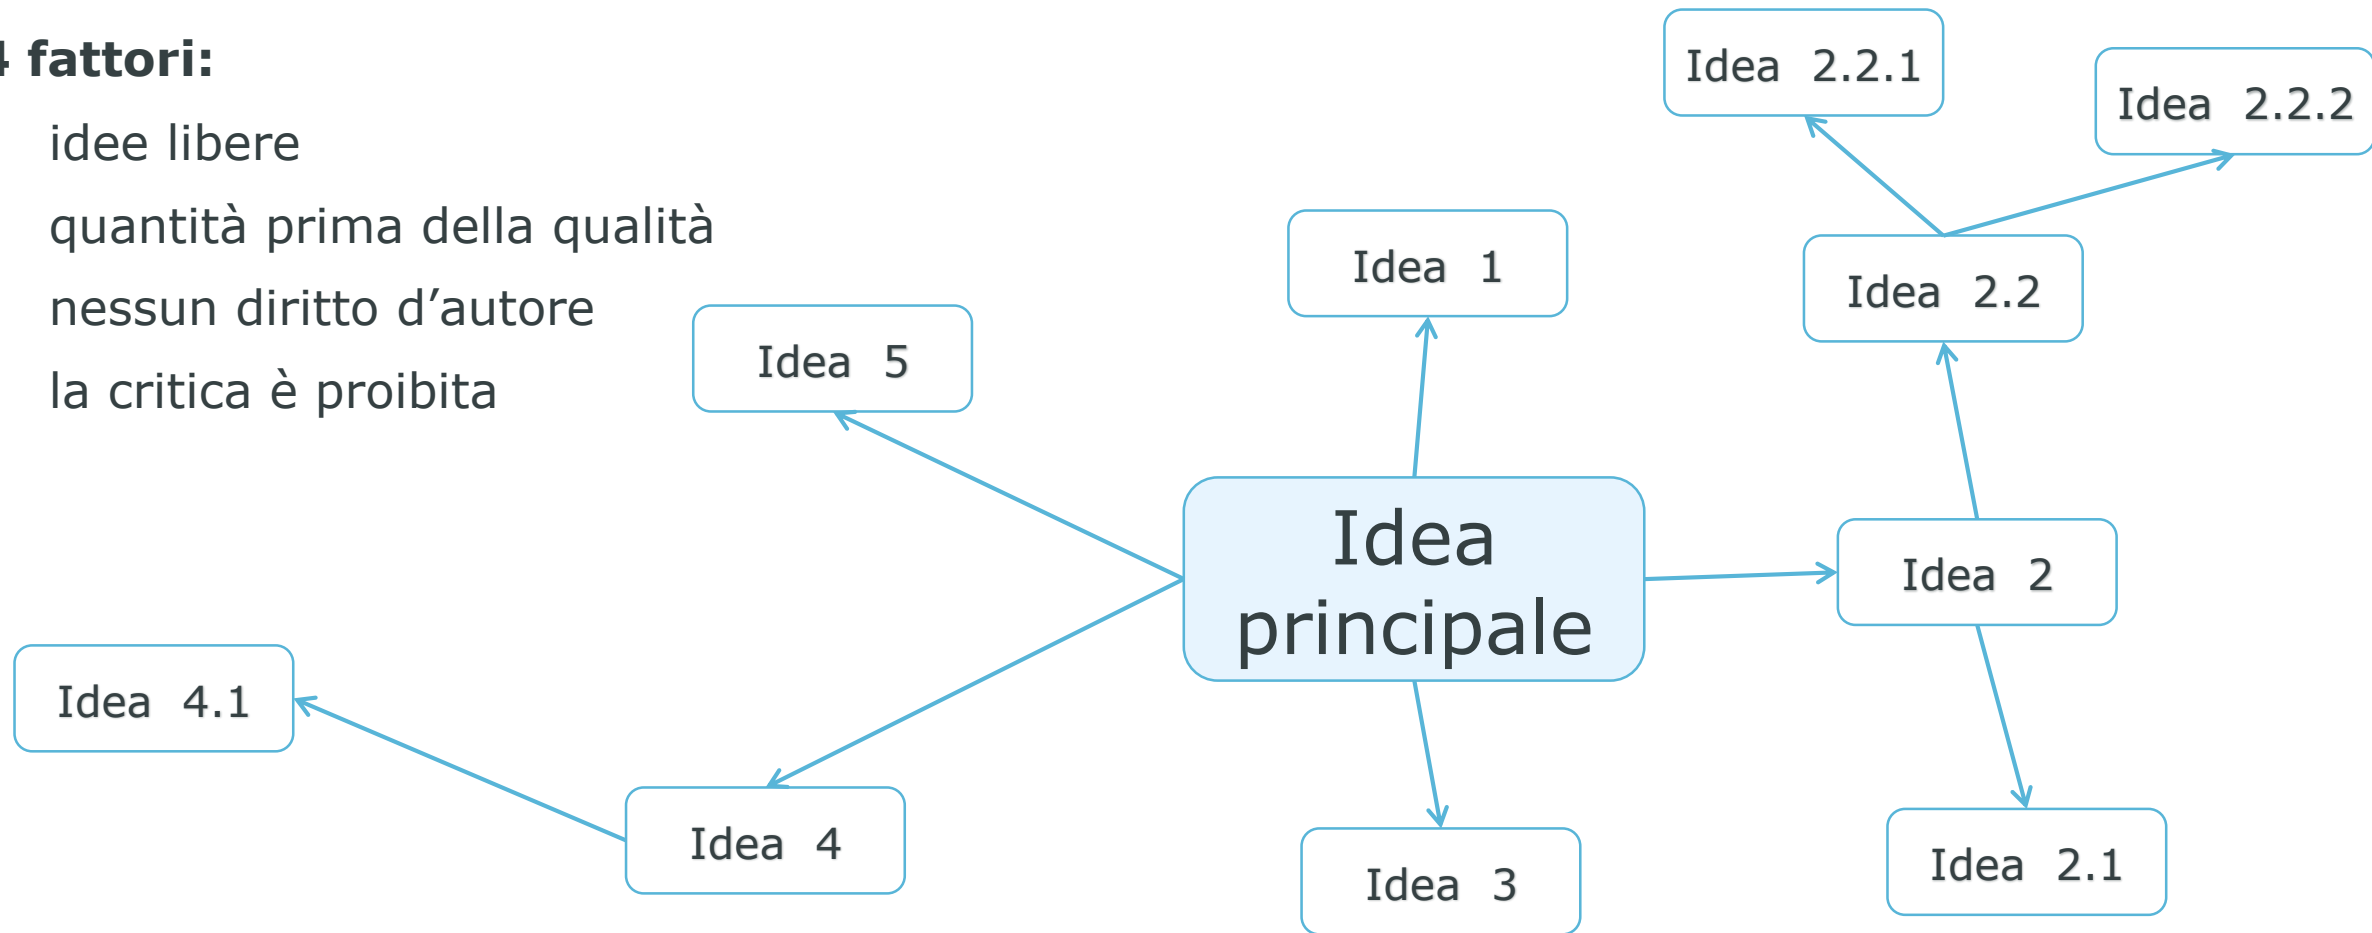 4 fattori:
idee libere
quantità prima della qualità
nessun diritto d’autore
la critica è proibita
Idea 2.2.1
Idea 2.2.2
Idea 1
Idea 2.2
Idea 5
Idea
principale
Idea 2
Idea 4.1
Idea 4
Idea 3
Idea 2.1